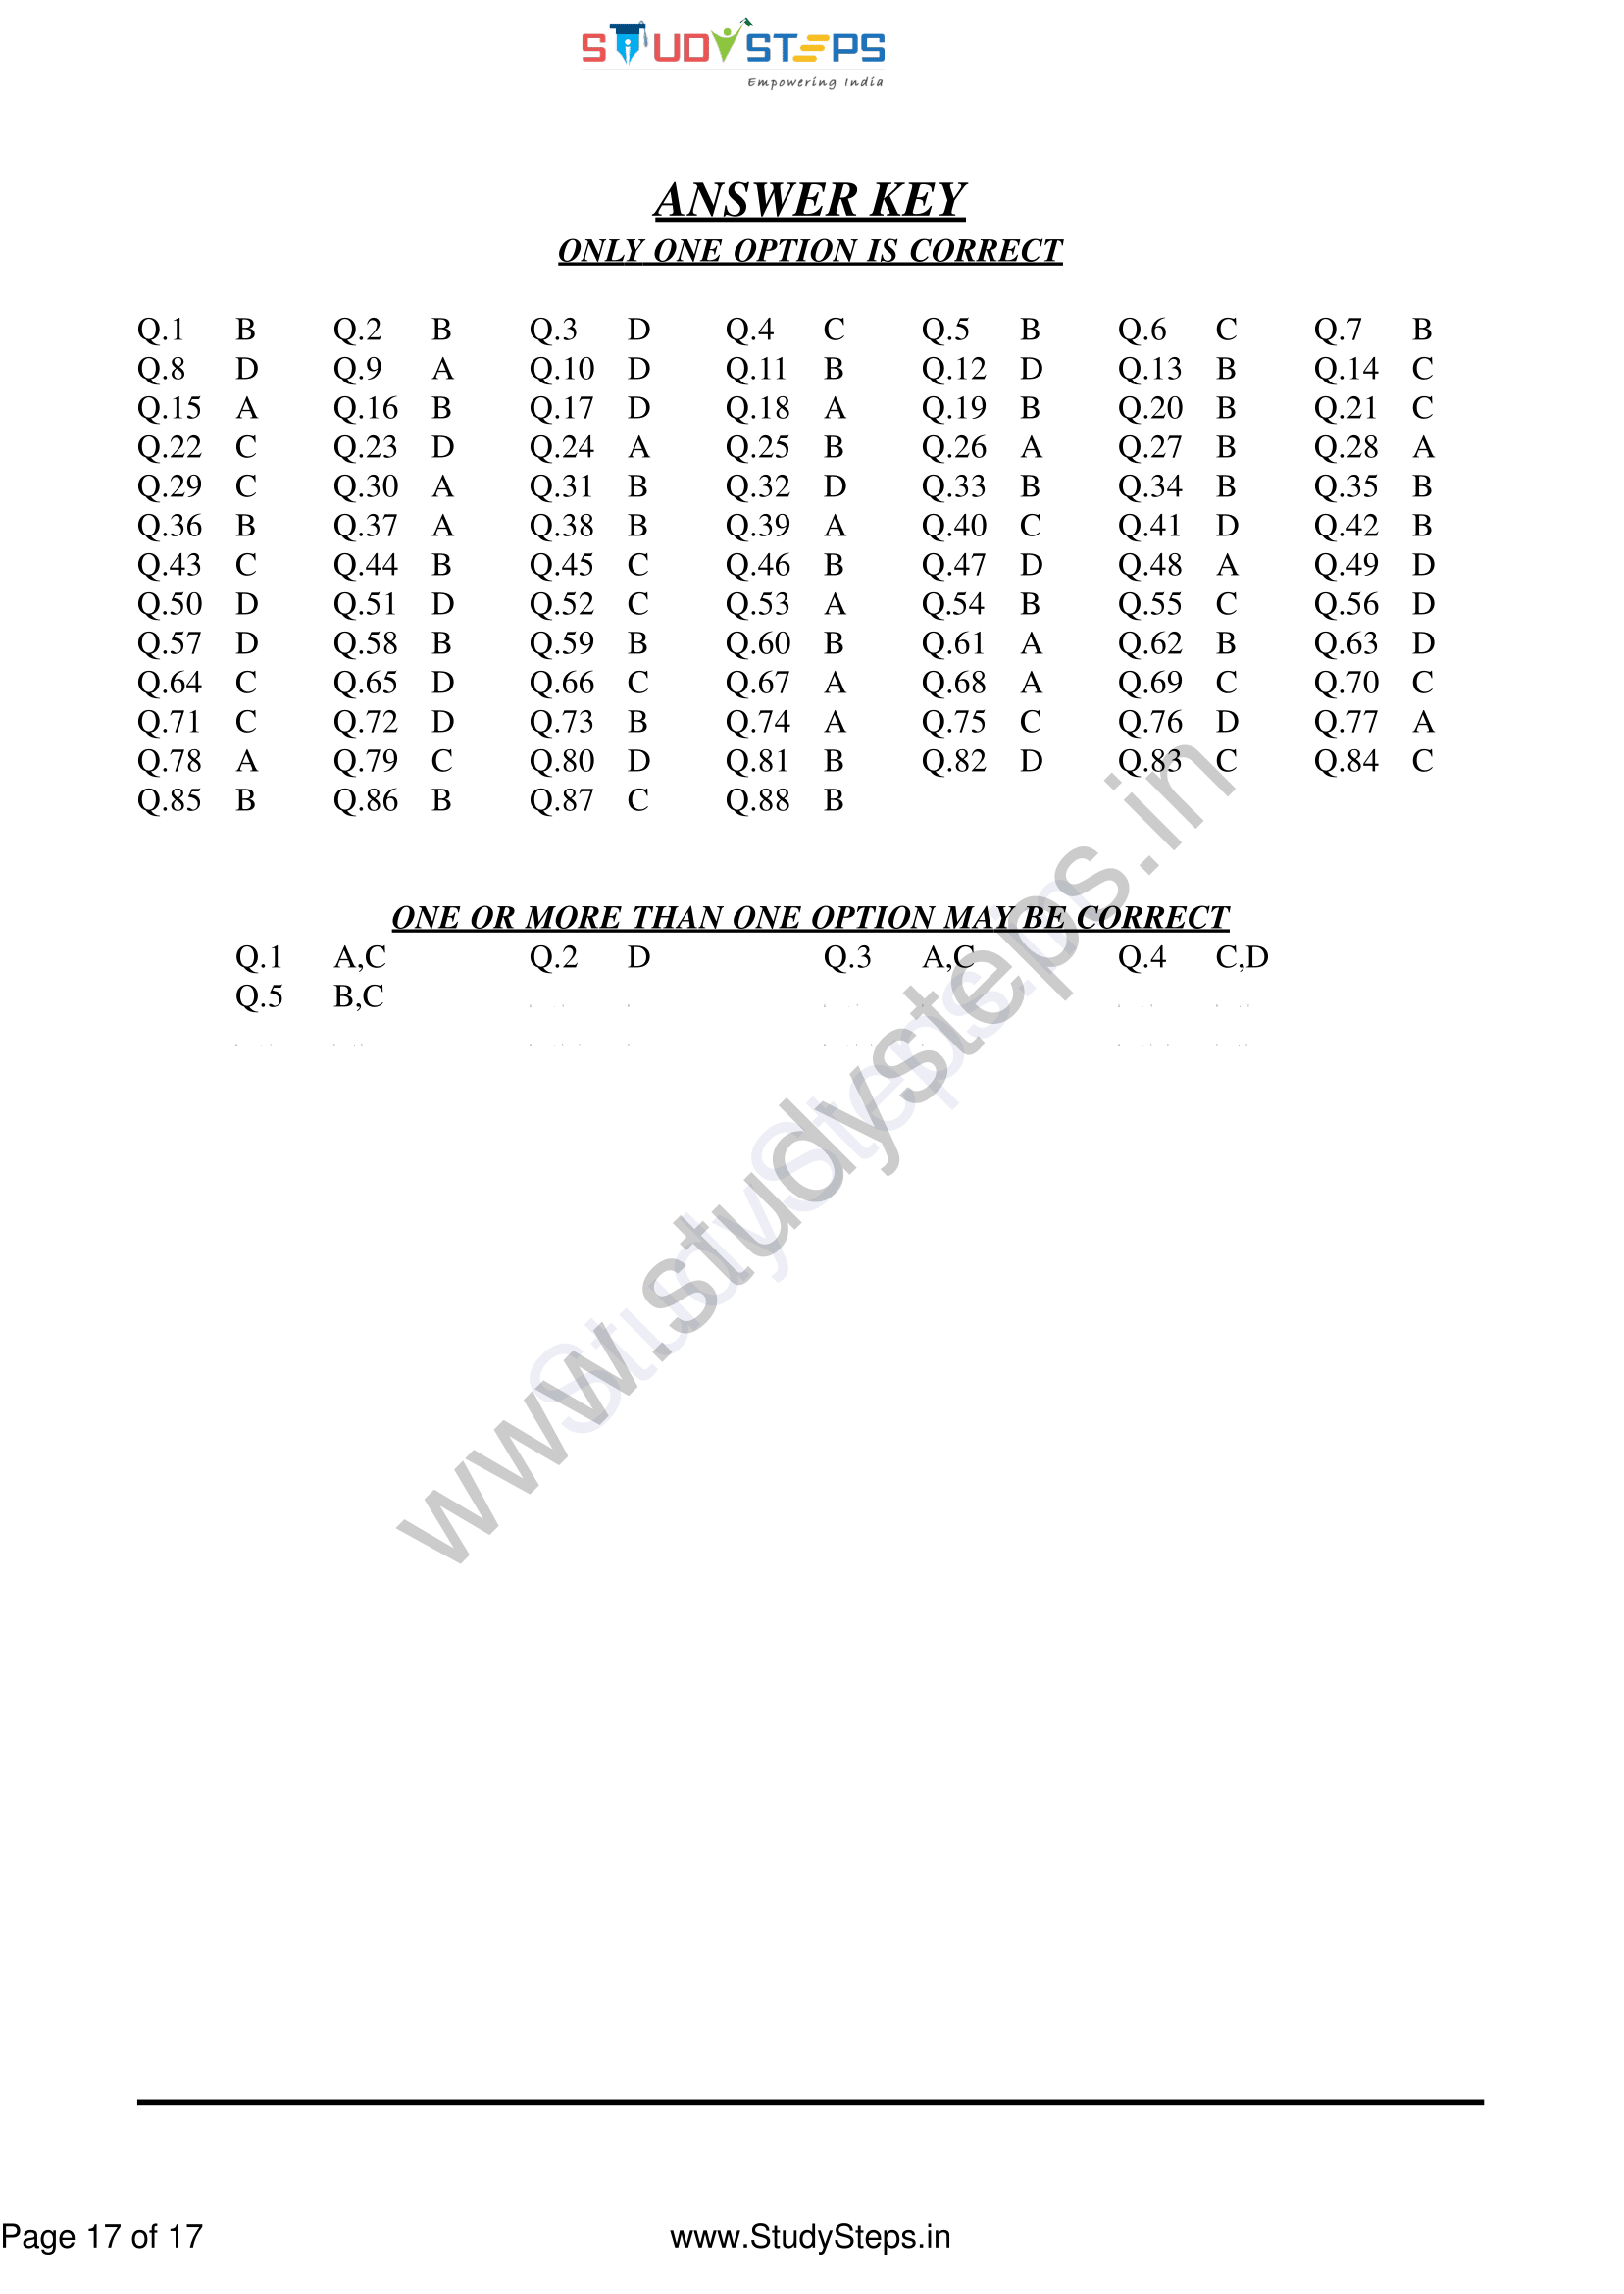 STUDYSTEPS
Empowering India
ANSWER KEY
ONLY ONE OPTION IS CORRECT
Q.1 B Q.2 B Q.3 D Q.4 C Q.5 B Q.6 C Q.7 B
Q.8 D Q.9 A Q.10 D Q.11 B Q.12 D Q.13 B Q.14 C
Q.15 A Q.16 B Q.17 D Q.18 A Q.19 B Q.20 B Q.21 C
Q.22 C Q.23 D Q.24 A Q.25 B Q.26 A Q.27 B Q.28 A
Q.29 C Q.30 A Q.31 B Q.32 D Q.33 B Q.34 B Q.35 B
Q.36 B Q.37 A Q.38 B Q.39 A Q.40 C Q.41 D Q.42 B
Q.43 C Q.44 B Q.45 C Q.46 B Q.47 D Q.48 A Q.49 D
Q.50 D Q.51 D Q.52 C Q.53 A Q.54 B Q.55 C Q.56 D
Q.57 D Q.58 B Q.59 B Q.60 B Q.61 A Q.62 B Q.63 D
Q.64 C Q.65 D Q.66 C Q.67 A Q.68 A Q.69 C Q.70 C
Q.71 C Q.72 D Q.73 B Q.74 A Q.75 C Q.76 D Q.77 A
Q.78 A Q.79 C Q.80 D Q.81 B Q.82 D Q.83 C Q.84 C
Q.85 B Q.86 B Q.87 C Q.88 B
ONE OR MORE THAN ONE OPTION MAY BE CORRECT
Q.1 A,C Q.2 D Q.3 A,C Q.4 C,D
Q.5 B,C
www.studysteps.in
StudySteps
Page 17 of 17 www.StudySteps.in